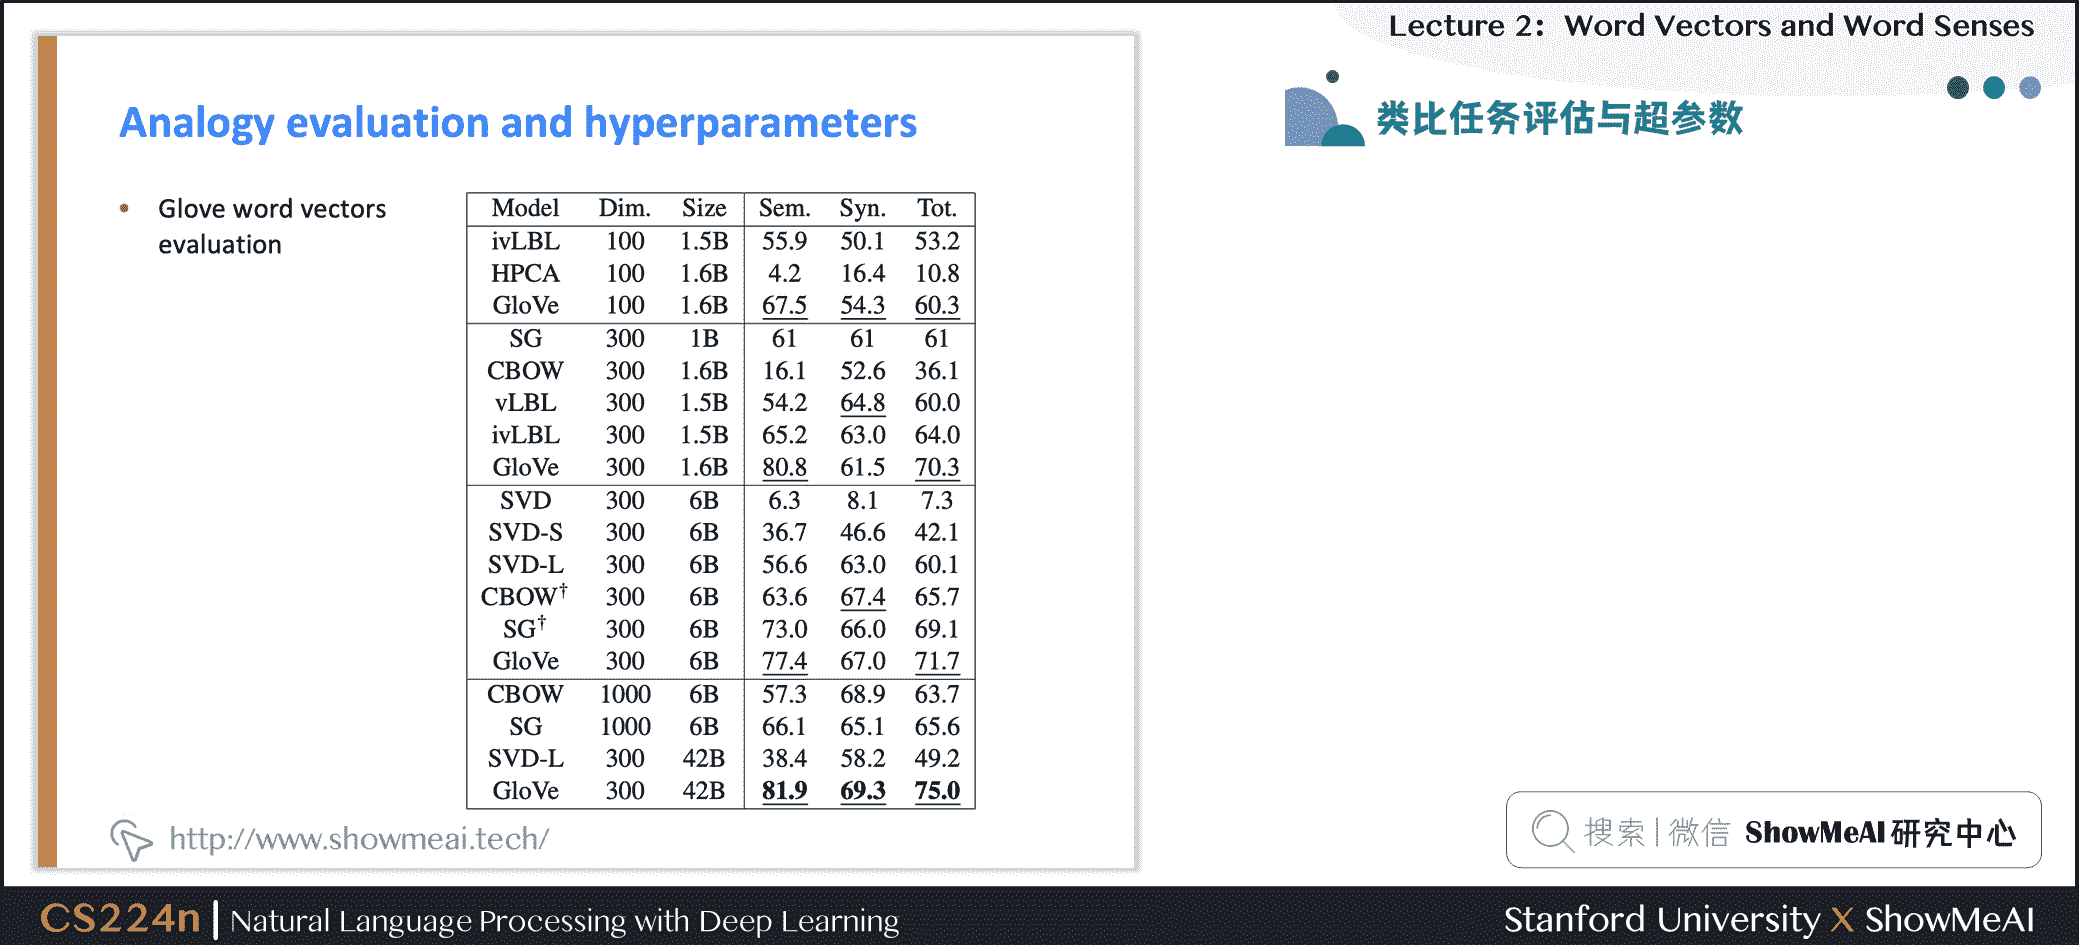 Lecture 2: Word Vectors and Word Senses
Analogy evaluation and hyperparameters
类比任务评估与超参数
• Glove word vectors
evaluation
Model Dim. Size Sem. Syn. Tot.
ivLBL 100 1.5B 55.9 50.1 53.2
HPCA 100 1.6B 4.2 16.4 10.8
GloVe 100 1.6B 67.5 54.3 60.3
SG 300 1B 61 61 61
CBOW 300 1.6B 16.1 52.6 36.1
vLBL 300 1.5B 54.2 64.8 60.0
ivLBL 300 1.5B 65.2 63.0 64.0
GloVe 300 1.6B 80.8 61.5 70.3
SVD 300 6B 6.3 8.1 7.3
SVD-S 300 6B 36.7 46.6 42.1
SVD-L 300 6B 56.6 63.0 60.1
CBOW† 300 6B 63.6 67.4 65.7
SG† 300 6B 73.0 66.0 69.1
GloVe 300 6B 77.4 67.0 71.7
CBOW 1000 6B 57.3 68.9 63.7
SG 1000 6B 66.1 65.1 65.6
SVD-L 300 42B 38.4 58.2 49.2
GloVe 300 42B 81.9 69.3 75.0
http://www.showmeai.tech/
搜索|微信 ShowMeAI 研究中心
CS224n | Natural Language Processing with Deep Learning
Stanford University X ShowMeAI